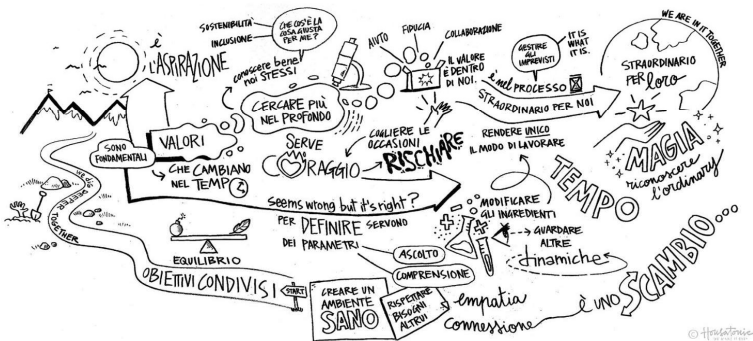 è
L'ASPIRAZIONE
SOSTENIBILITÀ
INCLUSIONE
CHE COS'È LA
COSA GIUSTA
PER ME?
conoscere bene
noi STESSI
CERCARE PIÙ
NEL PROFONDO
AIUTO
FIDUCIA
COLLABORAZIONE
IL VALORE
È DENTRO
DI NOI.
GESTIRE
GLI
IMPREVISTI
IT IS
WHAT
IT IS.
è nel PROCESSO
STRAORDINARIO PER NOI
WE ARE IN IT TOGETHER
STRAORDINARIO
PER loro
SONO
FONDAMENTALI
VALORI
CHE CAMBIANO
NEL TEMPO
SERVE
CORAGGIO
COGLIERE LE
OCCASIONI
RISCHIARE
RENDERE UNICO
IL MODO DI LAVORARE
TEMPO
MAGIA
riconoscere
l'ordinary
seems wrong but it's right?
PER DEFINIRE SERVONO
DEI PARAMETRI
ASCOLTO
COMPRENSIONE
MODIFICARE
GLI INGREDIENTI
GUARDARE
ALTRE
dinamiche
DIG DEEPER TOGETHER
EQUILIBRIO
OBIETTIVI CONDIVISI
START
CREARE UN
AMBIENTE
SANO
RISPETTARE
BISOGNI
ALTRUI
empatia
connessione
È UNO
SCAMBIO...
© Housatonic